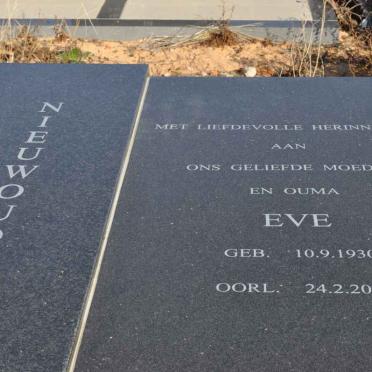 NIEUWOUD
MET LIEFDEVOLLE HERINN
AAN
ONS GELIEFDE MOED
EN OUMA
EVE
GEB. 10.9.1930
OORL. 24.2.20